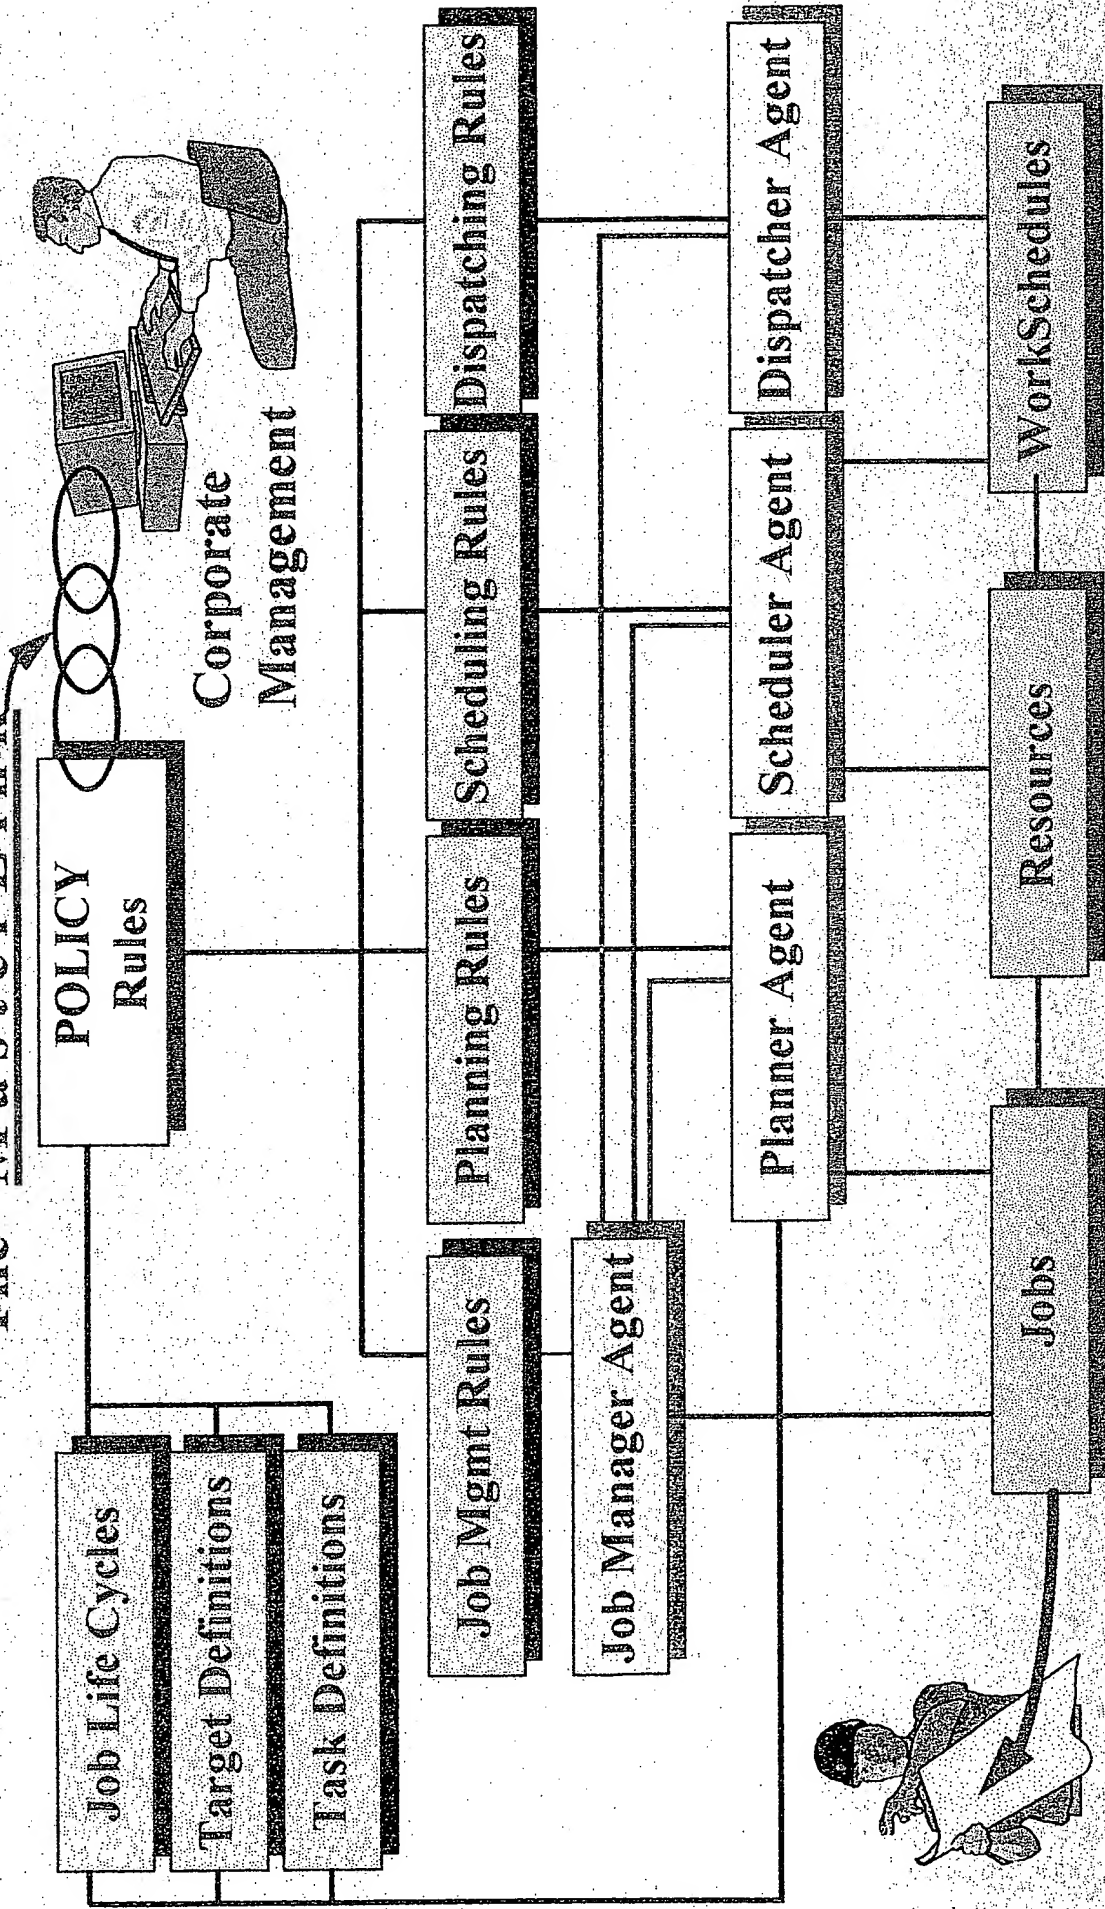 POLICY
Rules
Corporate
Management
Job Life Cycles
Target Definitions
Task Definitions
Job Mgmt Rules
Planning Rules
Scheduling Rules
Dispatching Rules
Job Manager Agent
Planner Agent
Scheduler Agent
Dispatcher Agent
Jobs
Resources
WorkSchedules